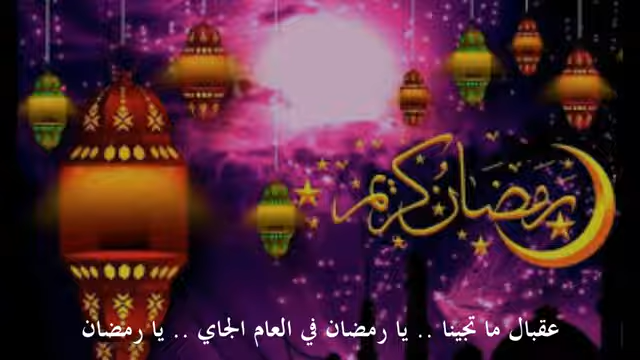 رمضان كريم
عقبال ما تجينا .. يا رمضان في العام الجاي .. يا رمضان